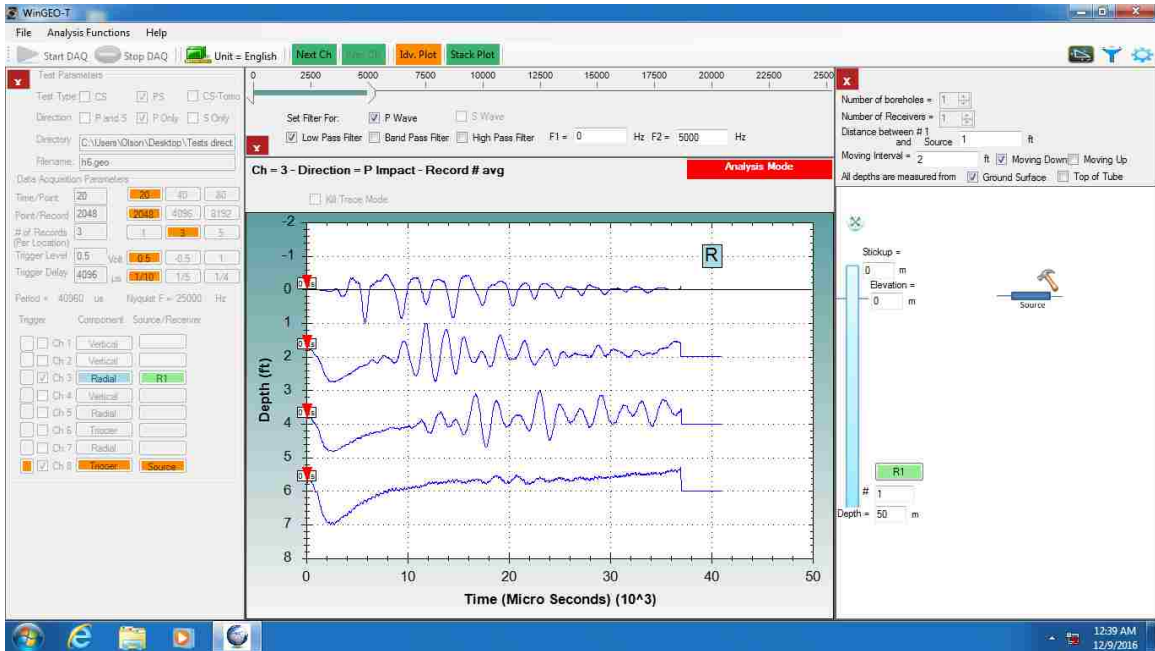 WinGEO-T
File Analysis Functions Help
Start DAQ Stop DAQ Unit = English Next Ch Idv. Plot Stack Plot
x Test Parameters
Test Type CS PS CS-Tomo
Direction P and S P Only S Only
Directory C:\Users\Olson\Desktop\Tests direct
Filename: h6.geo
Data Acquisition Parameters
Time/Point 20 20 40 80
Point/Record 2048 2048 4096 8192
# of Records 3 1 3 5
(Per Location)
Trigger Level 0.5 Volt 0.5 -0.5 1
Trigger Delay 4096 us 1/10 1/5 1/4
Period = 40960 us Nyquist F = 25000 Hz
Trigger Component Source/Receiver
Ch 1 Vertical
Ch 2 Vertical
Ch 3 Radial R1
Ch 4 Vertical
Ch 5 Radial
Ch 6 Trigger
Ch 7 Radial
Ch 8 Trigger Source
0 2500 5000 7500 10000 12500 15000 17500 20000 22500 2500
Set Filter For: P Wave S Wave
x Low Pass Filter Band Pass Filter High Pass Filter F1 = 0 Hz F2 = 5000 Hz
Ch = 3 - Direction = P Impact - Record # avg
Analysis Mode
Kill Trace Mode
R
Depth (ft)
-2
-1
0
1
2
3
4
5
6
7
8
0 10 20 30 40 50
Time (Micro Seconds) (10^3)
x
Number of boreholes = 1
Number of Receivers = 1
Distance between # 1
and Source 1 ft
Moving Interval = 2 ft Moving Down Moving Up
All depths are measured from Ground Surface Top of Tube
Stickup =
0 m
Elevation =
0 m
Source
R1
# 1
Depth = 50 m
12:39 AM
12/9/2016